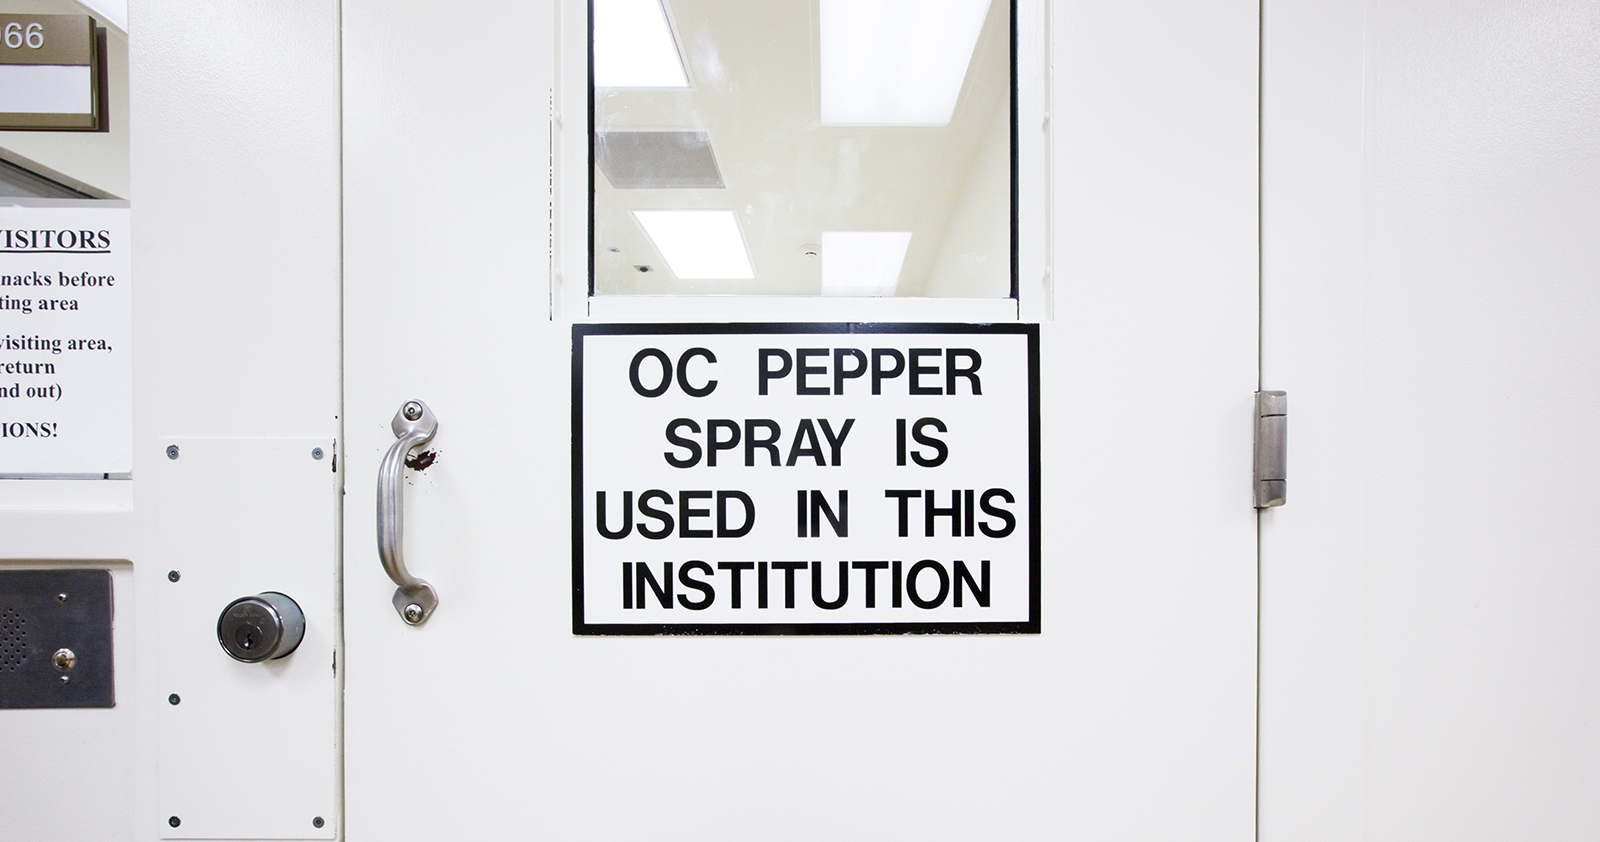 66
VISITORS
nacks before
ting area
visiting area,
return
nd out)
IONS!
OC PEPPER
SPRAY IS
USED IN THIS
INSTITUTION